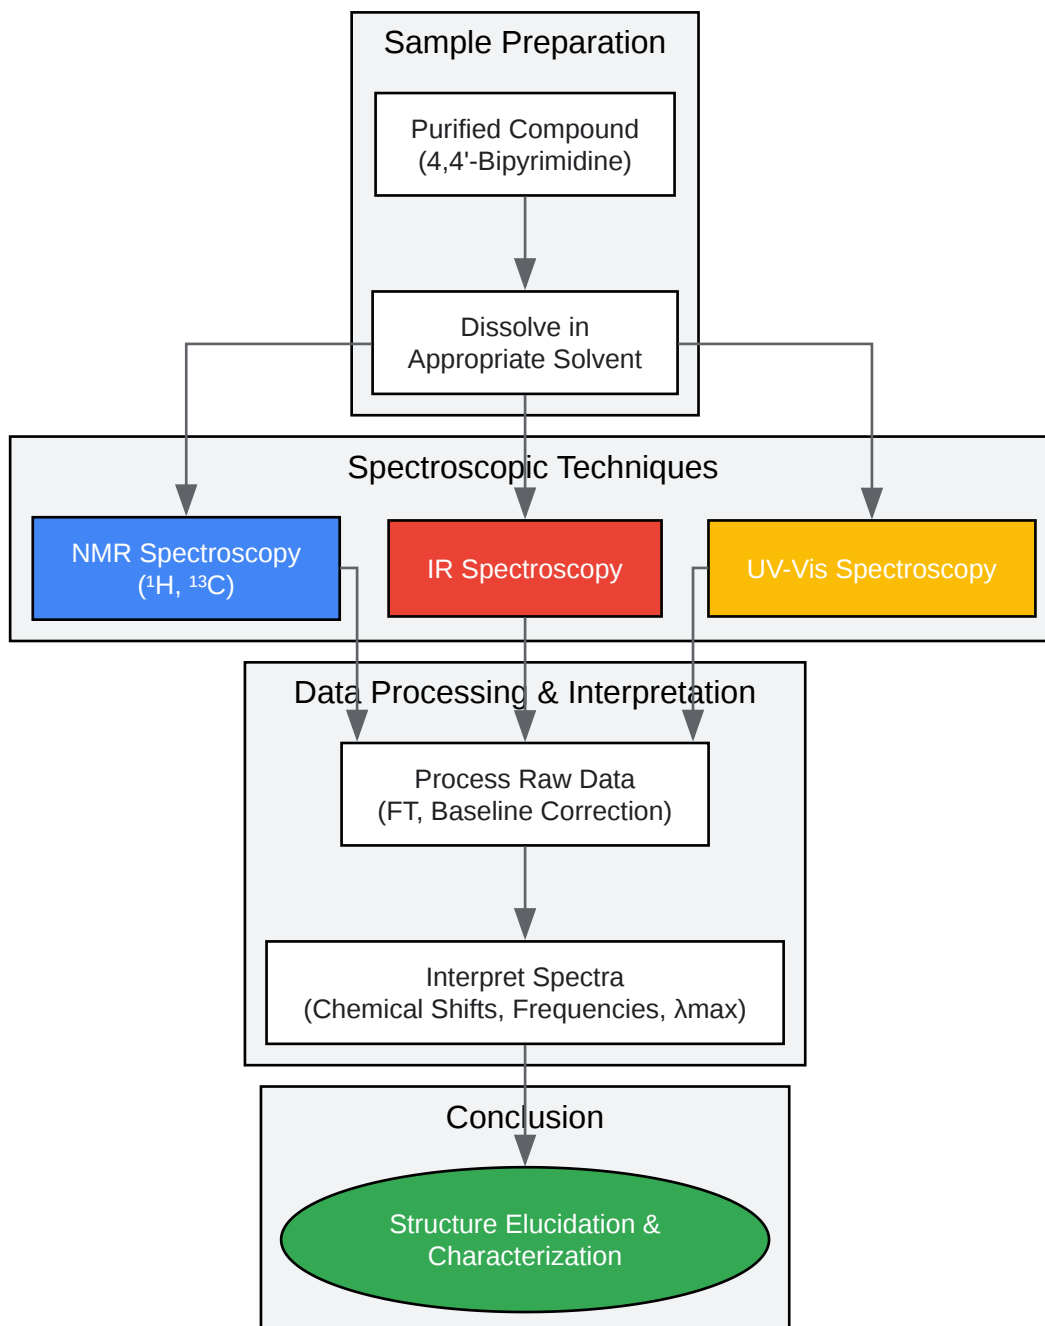 Sample Preparation
Purified Compound
(4,4'-Bipyrimidine)
Dissolve in
Appropriate Solvent
Spectroscopic Techniques
NMR Spectroscopy
(¹H, ¹³C)
IR Spectroscopy
UV-Vis Spectroscopy
Data Processing & Interpretation
Process Raw Data
(FT, Baseline Correction)
Interpret Spectra
(Chemical Shifts, Frequencies, λmax)
Conclusion
Structure Elucidation &
Characterization